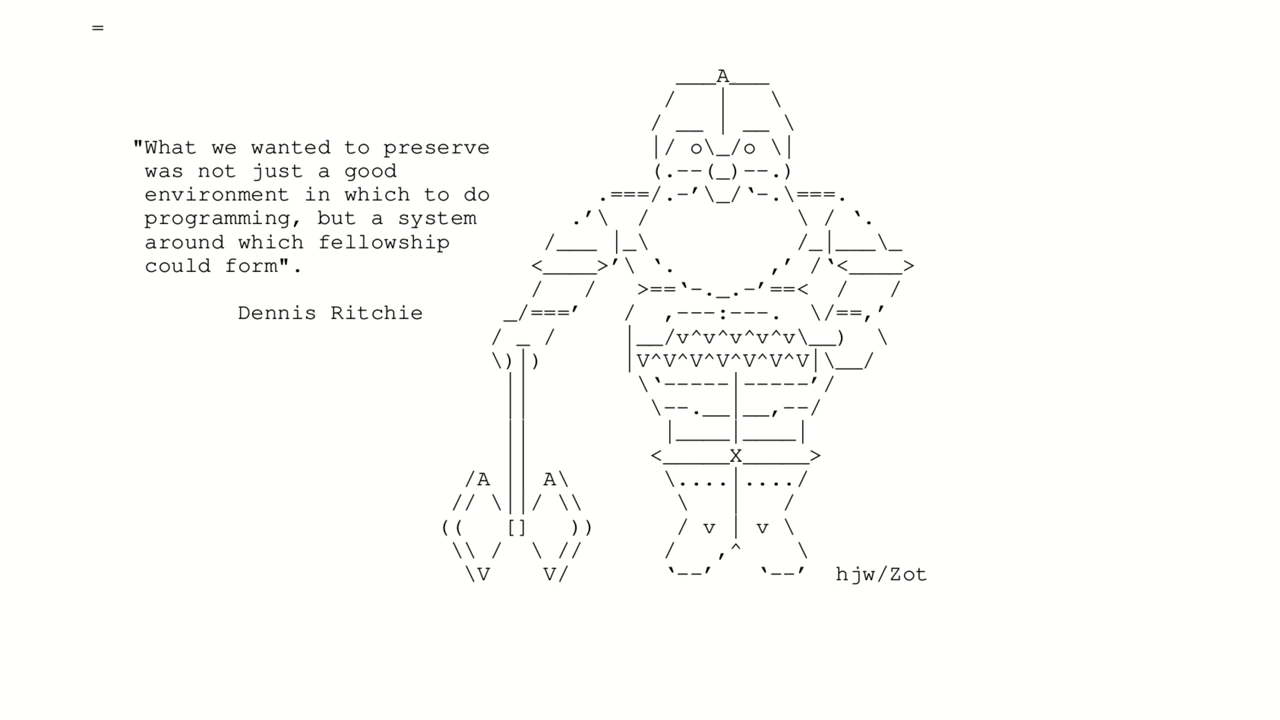 =
"What we wanted to preserve
was not just a good
environment in which to do
programming, but a system
around which fellowship
could form".
Dennis Ritchie
hjw/Zot